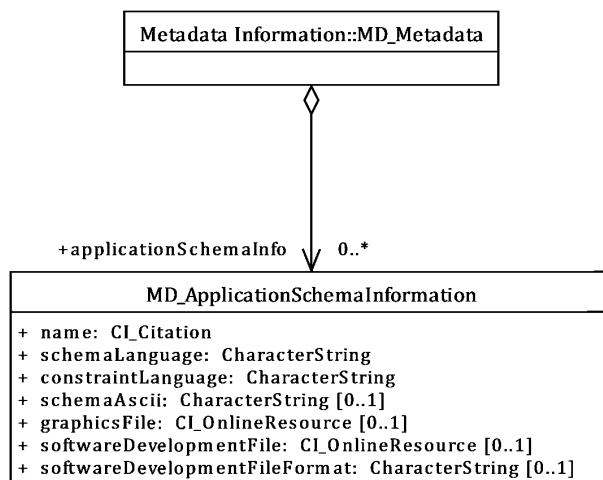 Metadata Information::MD_Metadata
+applicationSchemaInfo 0..*
MD_ApplicationSchemaInformation
+ name: CI_Citation
+ schemaLanguage: CharacterString
+ constraintLanguage: CharacterString
+ schemaAscii: CharacterString [0..1]
+ graphicsFile: CI_OnlineResource [0..1]
+ softwareDevelopmentFile: CI_OnlineResource [0..1]
+ softwareDevelopmentFileFormat: CharacterString [0..1]